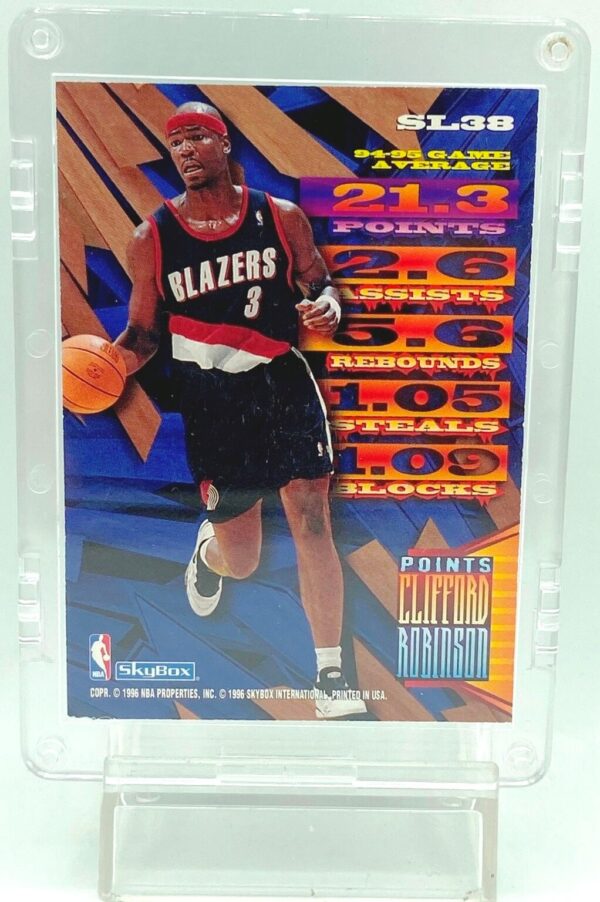 SL38
94-95 GAME
AVERAGE
21.3
POINTS
2.6
ASSISTS
5.6
REBOUNDS
1.05
STEALS
1.09
BLOCKS
BLAZERS
3
POINTS
CLIFFORD
ROBINSON
NBA
SKYBOX
COPR. © 1996 NBA PROPERTIES, INC. © 1996 SKYBOX INTERNATIONAL. PRINTED IN USA.